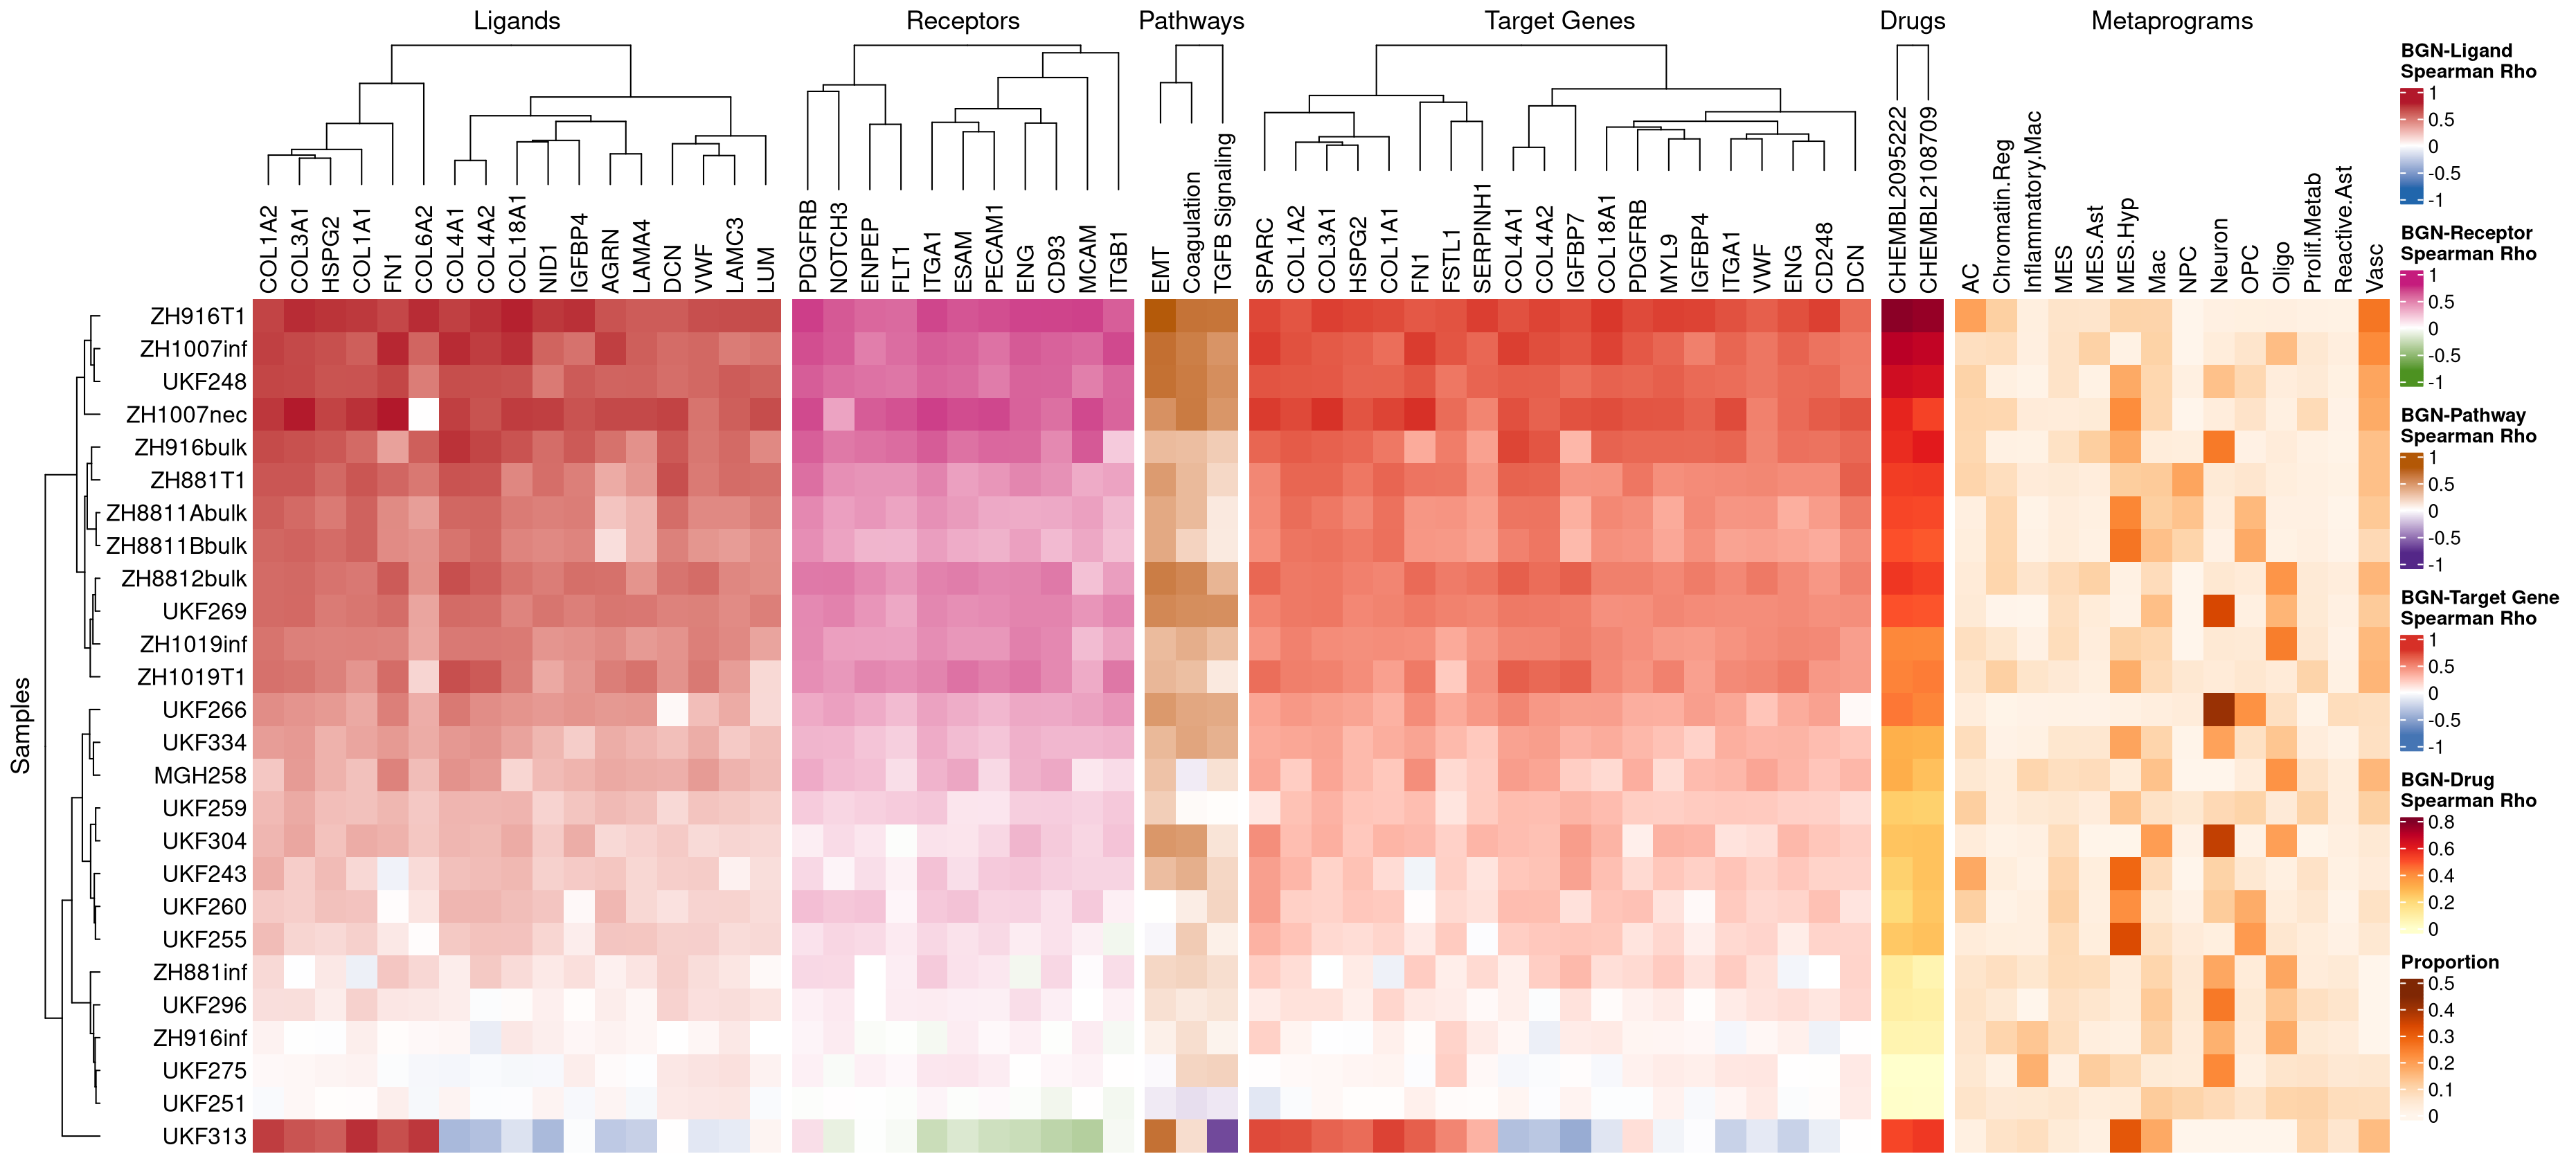 Ligands
Receptors
Pathways
Target Genes
Drugs
Metaprograms
COL1A2
COL3A1
HSPG2
COL1A1
FN1
COL6A2
COL4A1
COL4A2
COL18A1
NID1
IGFBP4
AGRN
LAMA4
DCN
VWF
LAMC3
LUM
PDGFRB
NOTCH3
ENPEP
FLT1
ITGA1
ESAM
PECAM1
ENG
CD93
MCAM
ITGB1
EMT
Coagulation
TGFB Signaling
SPARC
COL1A2
COL3A1
HSPG2
COL1A1
FN1
FSTL1
SERPINH1
COL4A1
COL4A2
IGFBP7
COL18A1
PDGFRB
MYL9
IGFBP4
ITGA1
VWF
ENG
CD248
DCN
CHEMBL2095222
CHEMBL2108709
AC
Chromatin.Reg
Inflammatory.Mac
MES
MES.Ast
MES.Hyp
Mac
NPC
Neuron
OPC
Oligo
Prolif.Metab
Reactive.Ast
Vasc
Samples
ZH916T1
ZH1007inf
UKF248
ZH1007nec
ZH916bulk
ZH881T1
ZH8811Abulk
ZH8811Bbulk
ZH8812bulk
UKF269
ZH1019inf
ZH1019T1
UKF266
UKF334
MGH258
UKF259
UKF304
UKF243
UKF260
UKF255
ZH881inf
UKF296
ZH916inf
UKF275
UKF251
UKF313
BGN-Ligand
Spearman Rho
1
0.5
0
-0.5
-1
BGN-Receptor
Spearman Rho
1
0.5
0
-0.5
-1
BGN-Pathway
Spearman Rho
1
0.5
0
-0.5
-1
BGN-Target Gene
Spearman Rho
1
0.5
0
-0.5
-1
BGN-Drug
Spearman Rho
0.8
0.6
0.4
0.2
0
Proportion
0.5
0.4
0.3
0.2
0.1
0